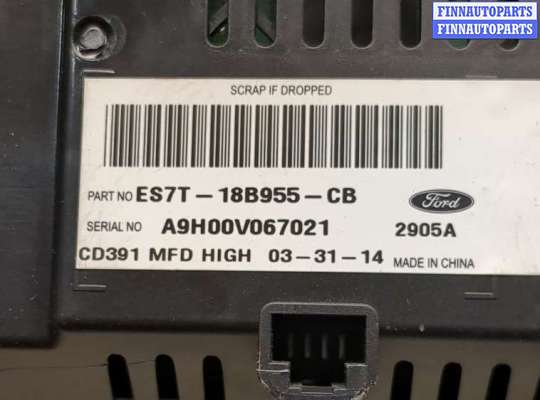 FINNAUTOPARTS
FINNAUTOPARTS
SCRAP IF DROPPED
PART NO ES7T-18B955-CB
Ford
SERIAL NO A9H00V067021 2905A
CD391 MFD HIGH 03-31-14 MADE IN CHINA